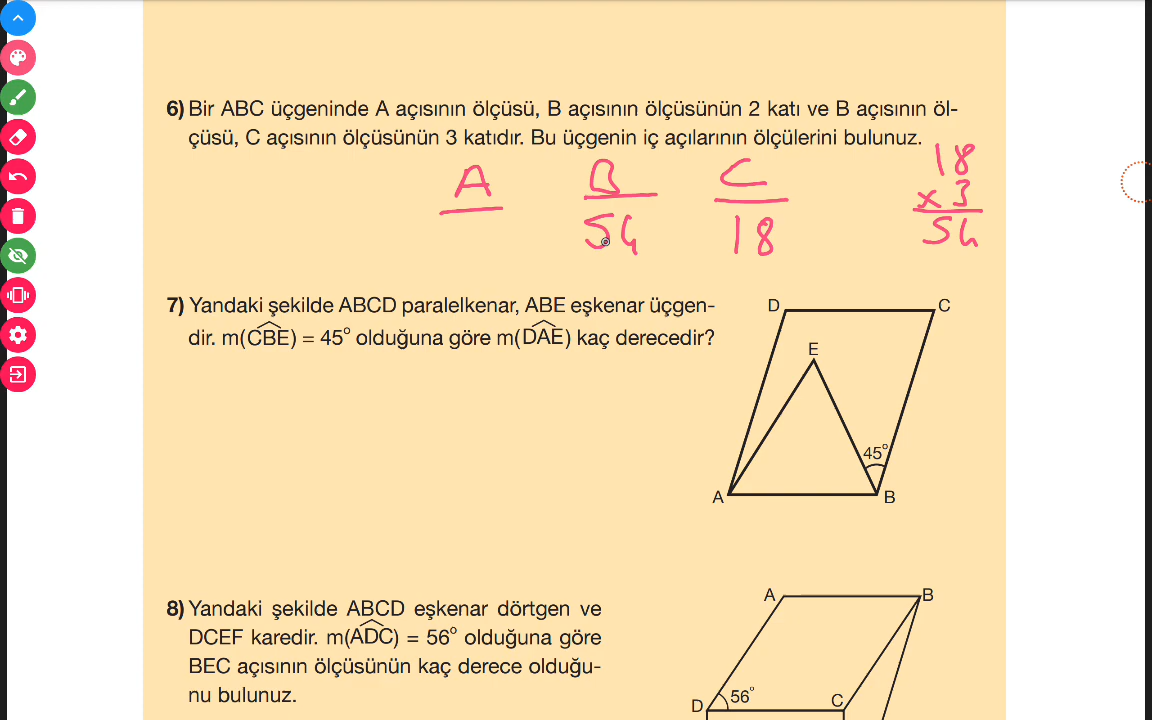 6) Bir ABC üçgeninde A açısının ölçüsü, B açısının ölçüsünün 2 katı ve B açısının öl-
çüsü, C açısının ölçüsünün 3 katıdır. Bu üçgenin iç açılarının ölçülerini bulunuz.
A B C
54 18
18
x 3
54
7) Yandaki şekilde ABCD paralelkenar, ABE eşkenar üçgen-
dir. m(CBE) = 45° olduğuna göre m(DAE) kaç derecedir?
D C
E
45°
A B
8) Yandaki şekilde ABCD eşkenar dörtgen ve
DCEF karedir. m(ADC) = 56° olduğuna göre
BEC açısının ölçüsünün kaç derece olduğu-
nu bulunuz.
A B
56°
D C